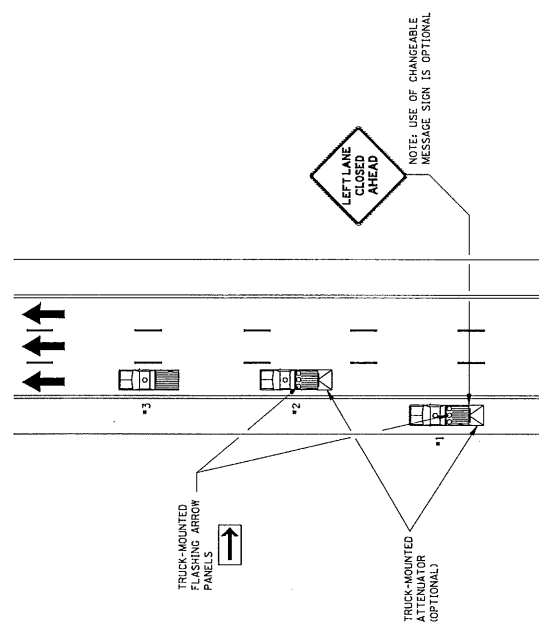 NOTE: USE OF CHANGEABLE
MESSAGE SIGN IS OPTIONAL
LEFT LANE
CLOSED
AHEAD
*3
*2
*1
TRUCK-MOUNTED
FLASHING ARROW
PANELS
TRUCK-MOUNTED
ATTENUATOR
(OPTIONAL)